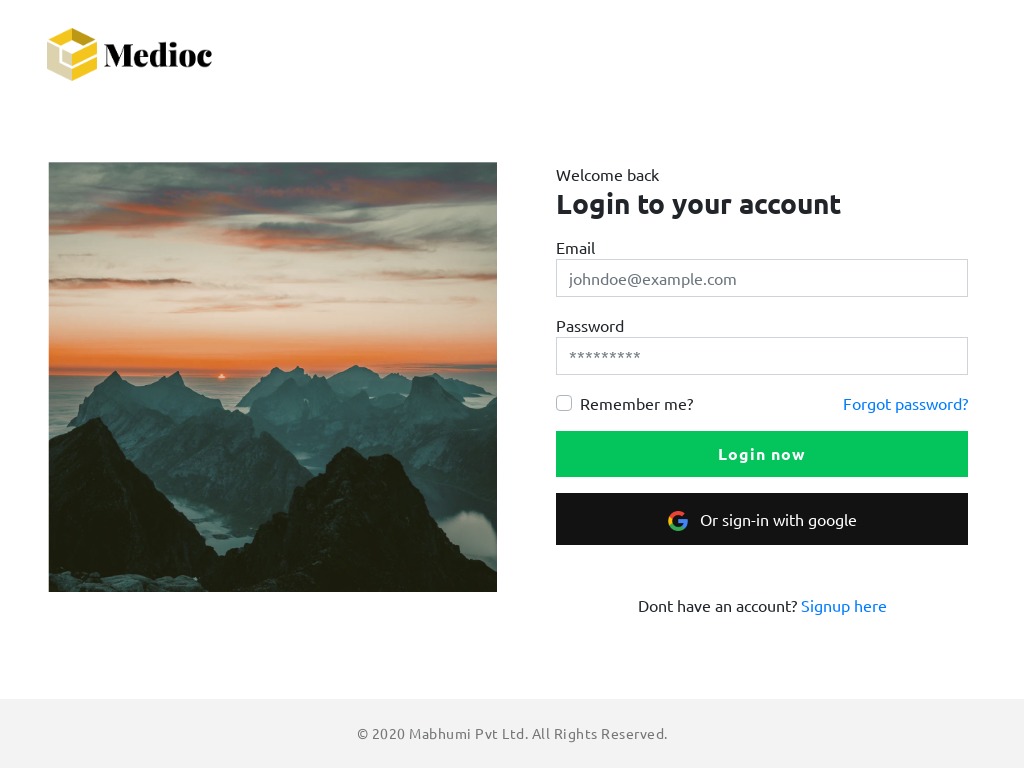 Medioc
Welcome back
Login to your account
Email
johndoe@example.com
Password
*********
Remember me?
Forgot password?
Login now
Or sign-in with google
Dont have an account? Signup here
© 2020 Mabhumi Pvt Ltd. All Rights Reserved.